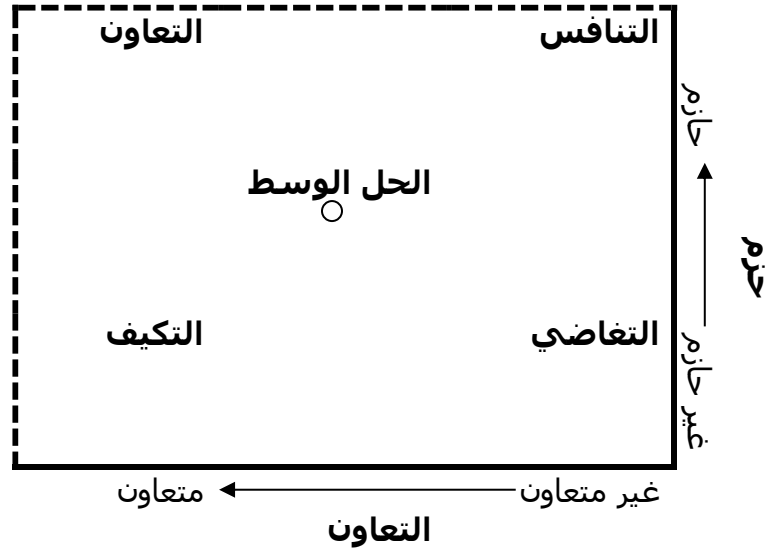 التنافس
التعاون
حازم
الحل الوسط
حزم
التغاضي
التكيف
غير حازم
غير متعاون
متعاون
التعاون